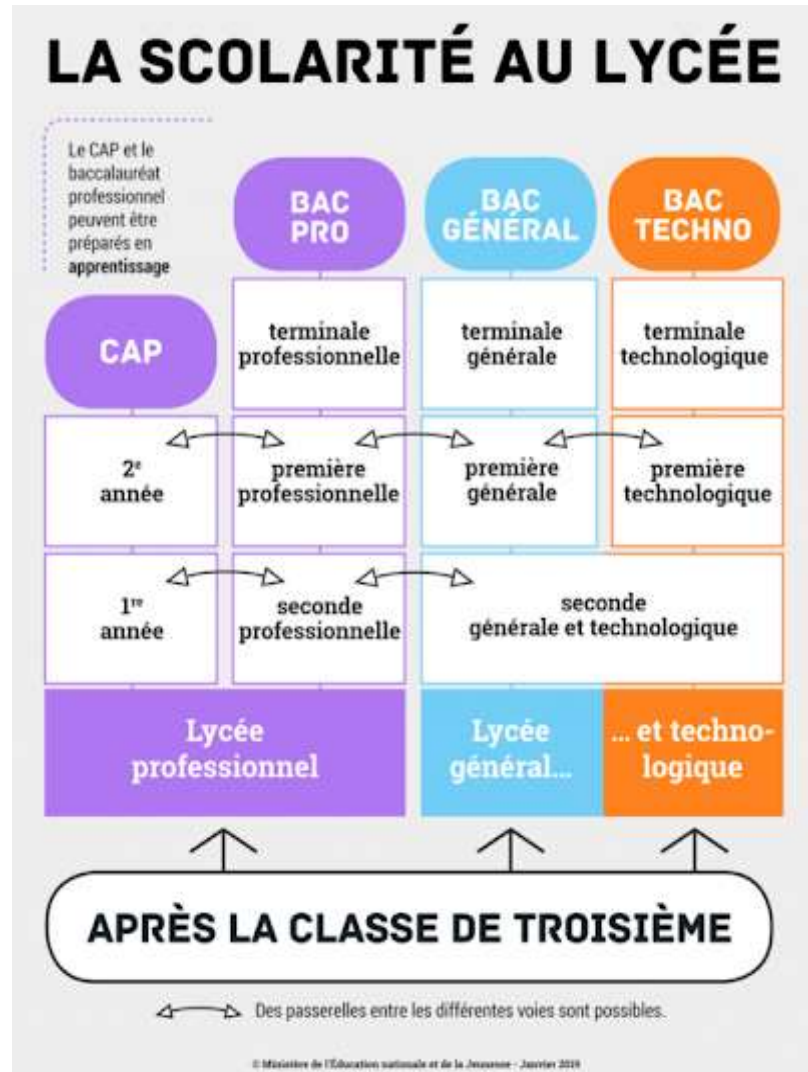 LA SCOLARITÉ AU LYCÉE
Le CAP et le
baccalauréat
professionnel
peuvent être
préparés en
apprentissage
BAC
PRO
BAC
GÉNÉRAL
BAC
TECHNO
CAP
terminale
professionnelle
terminale
générale
terminale
technologique
2e
année
première
professionnelle
première
générale
première
technologique
1re
année
seconde
professionnelle
seconde
générale et technologique
Lycée
professionnel
Lycée
général...
... et techno-
logique
APRÈS LA CLASSE DE TROISIÈME
Des passerelles entre les différentes voies sont possibles.
© Ministère de l'Éducation nationale et de la Jeunesse - Janvier 2019